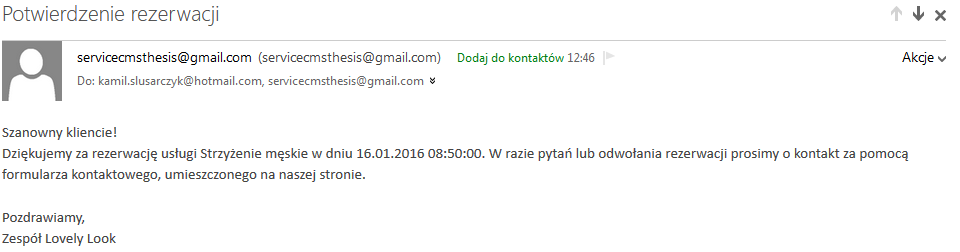 Potwierdzenie rezerwacji
servicecmsthesis@gmail.com (servicecmsthesis@gmail.com) Dodaj do kontaktów 12:46
Akcje
Do: kamil.slusarczyk@hotmail.com, servicecmsthesis@gmail.com
Szanowny kliencie!
Dziękujemy za rezerwację usługi Strzyżenie męskie w dniu 16.01.2016 08:50:00. W razie pytań lub odwołania rezerwacji prosimy o kontakt za pomocą
formularza kontaktowego, umieszczonego na naszej stronie.
Pozdrawiamy,
Zespół Lovely Look